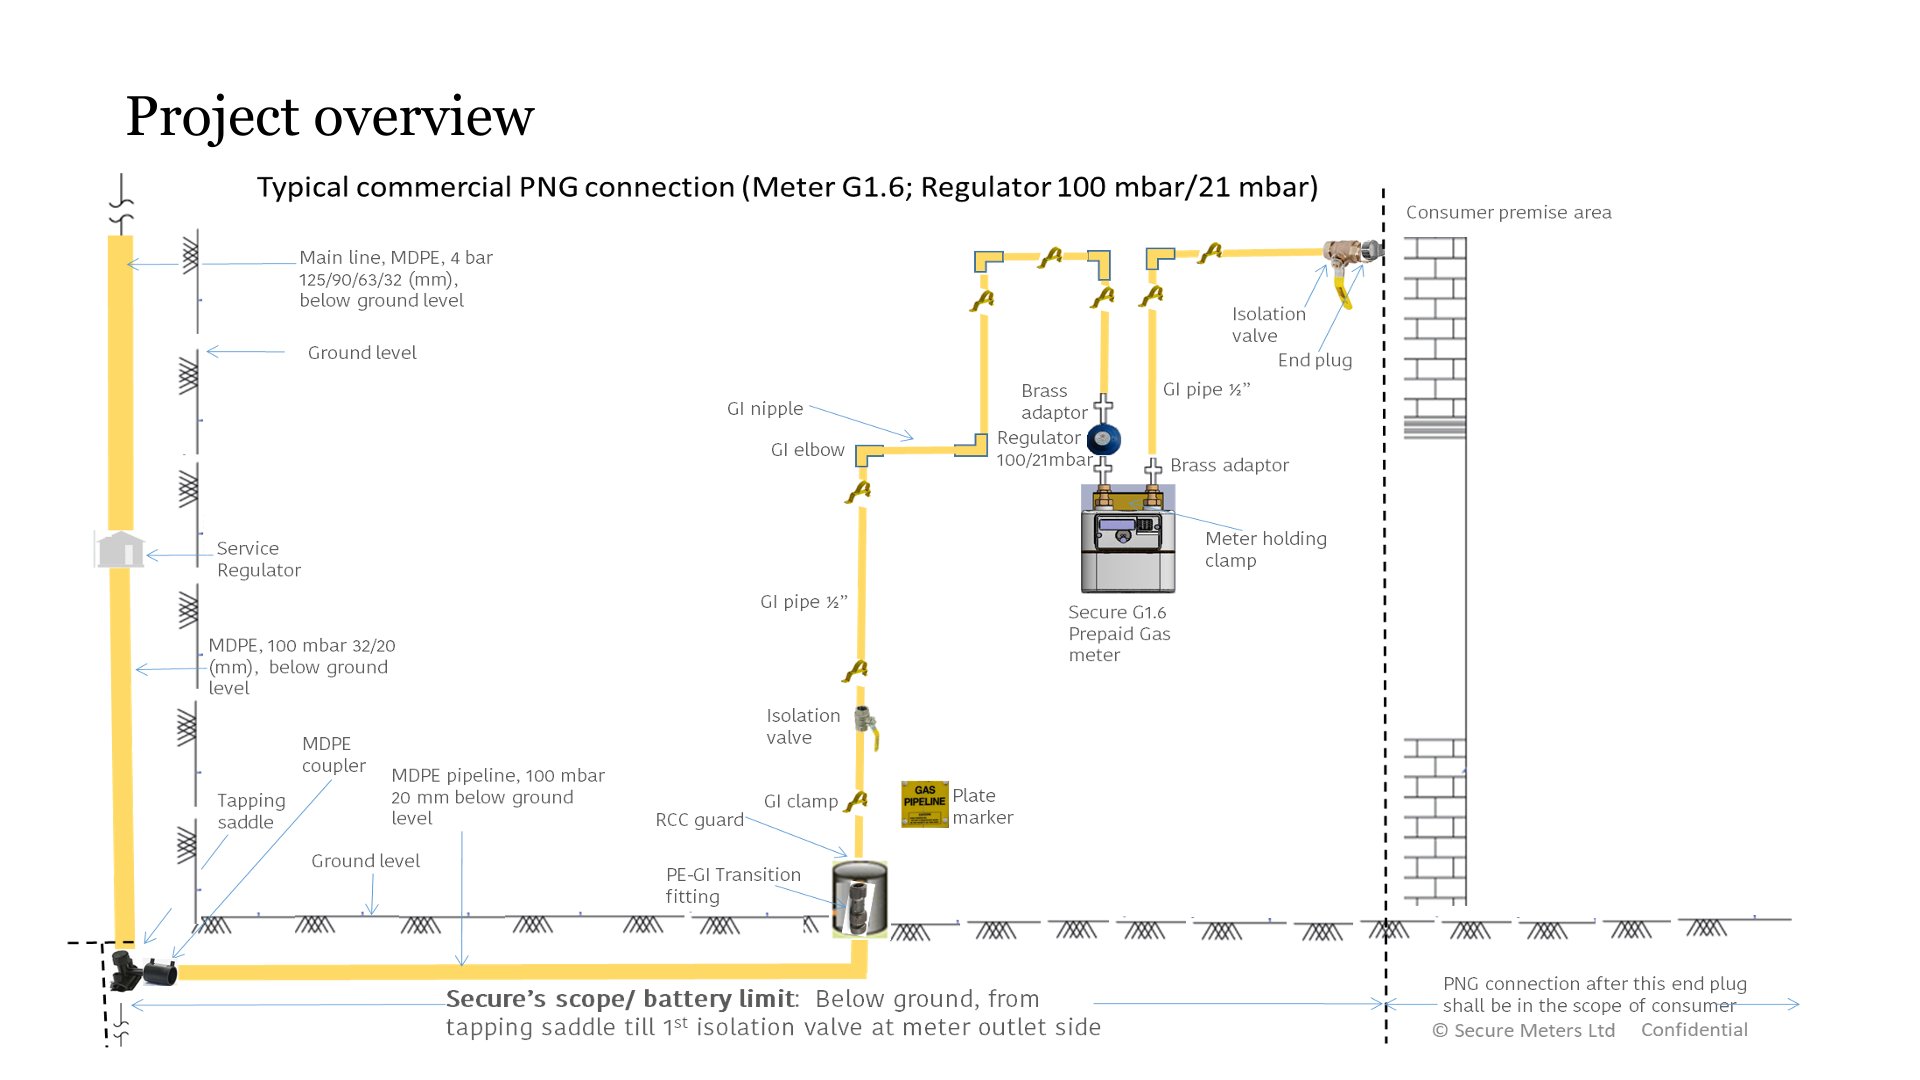 Project overview
Typical commercial PNG connection (Meter G1.6; Regulator 100 mbar/21 mbar)
Consumer premise area
Main line, MDPE, 4 bar
125/90/63/32 (mm),
below ground level
Ground level
Isolation
valve
End plug
GI pipe ½”
Brass
adaptor
GI nipple
GI elbow
Regulator
100/21mbar
Brass adaptor
Meter holding
clamp
Service
Regulator
GI pipe ½”
Secure G1.6
Prepaid Gas
meter
MDPE, 100 mbar 32/20
(mm), below ground
level
Isolation
valve
MDPE
coupler
MDPE pipeline, 100 mbar
20 mm below ground
level
Tapping
saddle
GI clamp
RCC guard
GAS
PIPELINE
Plate
marker
Ground level
PE-GI Transition
fitting
Secure’s scope/ battery limit: Below ground, from
tapping saddle till 1st isolation valve at meter outlet side
PNG connection after this end plug
shall be in the scope of consumer
© Secure Meters Ltd Confidential